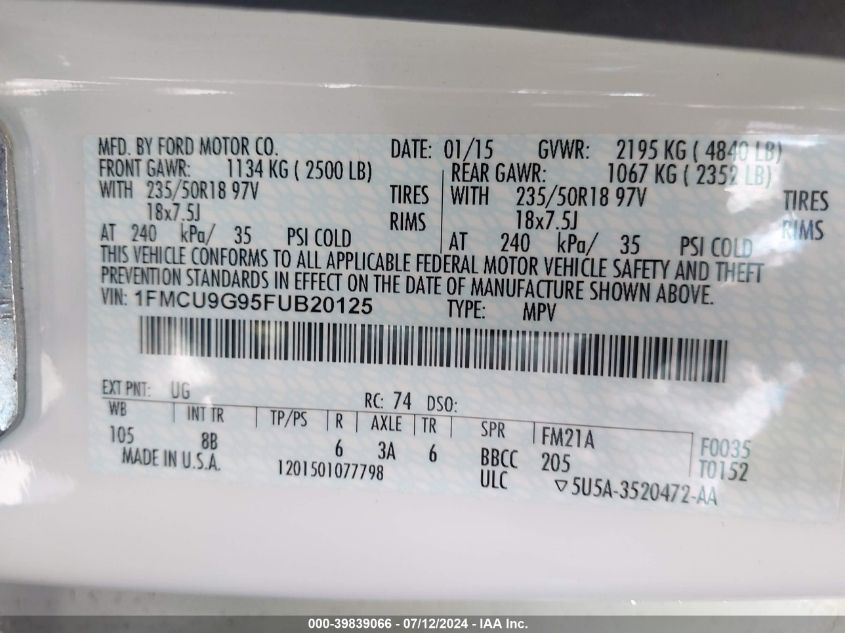 MFD. BY FORD MOTOR CO. DATE: 01/15 GVWR: 2195 KG ( 4840 LB)
FRONT GAWR: 1134 KG ( 2500 LB) REAR GAWR: 1067 KG ( 2352 LB)
WITH 235/50R18 97V TIRES WITH 235/50R18 97V TIRES
18x7.5J RIMS 18x7.5J RIMS
AT 240 kPa/ 35 PSI COLD AT 240 kPa/ 35 PSI COLD
THIS VEHICLE CONFORMS TO ALL APPLICABLE FEDERAL MOTOR VEHICLE SAFETY AND THEFT
PREVENTION STANDARDS IN EFFECT ON THE DATE OF MANUFACTURE SHOWN ABOVE.
VIN: 1FMCU9G95FUB20125 TYPE: MPV
EXT PNT: UG RC: 74 DSO:
WB INT TR TP/PS R AXLE TR SPR FM21A F0035
105 8B 6 3A 6 BBCC 205 T0152
MADE IN U.S.A. 1201501077798 ULC ▽5U5A-3520472-AA
000-39839066 - 07/12/2024 - IAA Inc.